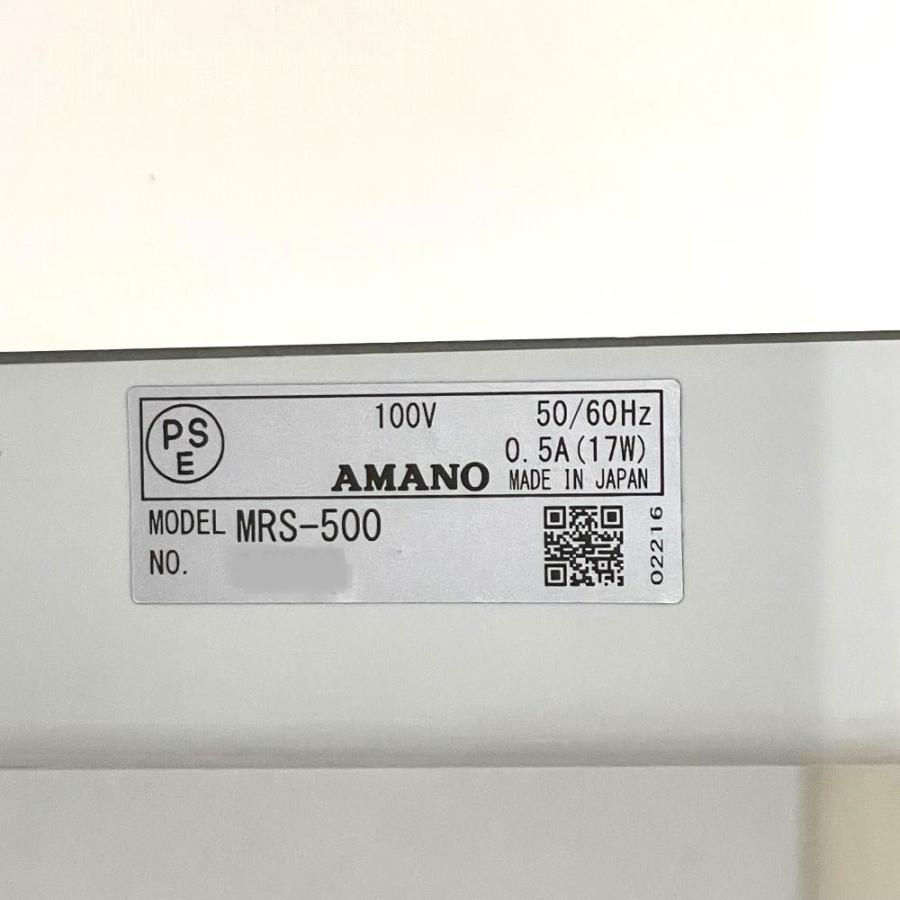 PS
E
100V
50/60Hz
0.5A(17W)
AMANO
MADE IN JAPAN
MODEL MRS-500
NO.
02216